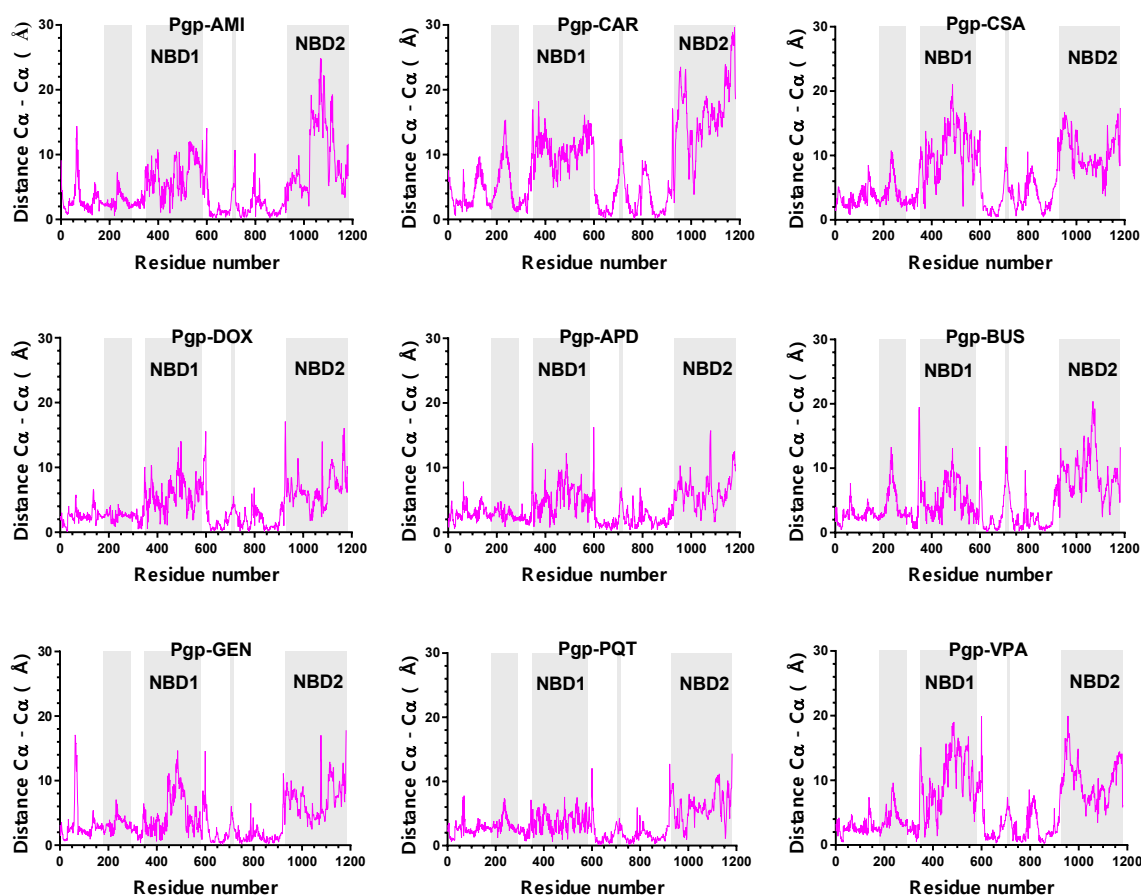 Pgp-AMI
Distance Cα - Cα ( Å)
30
20
10
0
NBD1
NBD2
0 200 400 600 800 1000 1200
Residue number
Pgp-CAR
Distance Cα - Cα ( Å)
30
20
10
0
NBD1
NBD2
0 200 400 600 800 1000 1200
Residue number
Pgp-CSA
Distance Cα - Cα ( Å)
30
20
10
0
NBD1
NBD2
0 200 400 600 800 1000 1200
Residue number
Pgp-DOX
Distance Cα - Cα ( Å)
30
20
10
0
NBD1
NBD2
0 200 400 600 800 1000 1200
Residue number
Pgp-APD
Distance Cα - Cα ( Å)
30
20
10
0
NBD1
NBD2
0 200 400 600 800 1000 1200
Residue number
Pgp-BUS
Distance Cα - Cα ( Å)
30
20
10
0
NBD1
NBD2
0 200 400 600 800 1000 1200
Residue number
Pgp-GEN
Distance Cα - Cα ( Å)
30
20
10
0
NBD1
NBD2
0 200 400 600 800 1000 1200
Residue number
Pgp-PQT
Distance Cα - Cα ( Å)
30
20
10
0
NBD1
NBD2
0 200 400 600 800 1000 1200
Residue number
Pgp-VPA
Distance Cα - Cα ( Å)
30
20
10
0
NBD1
NBD2
0 200 400 600 800 1000 1200
Residue number